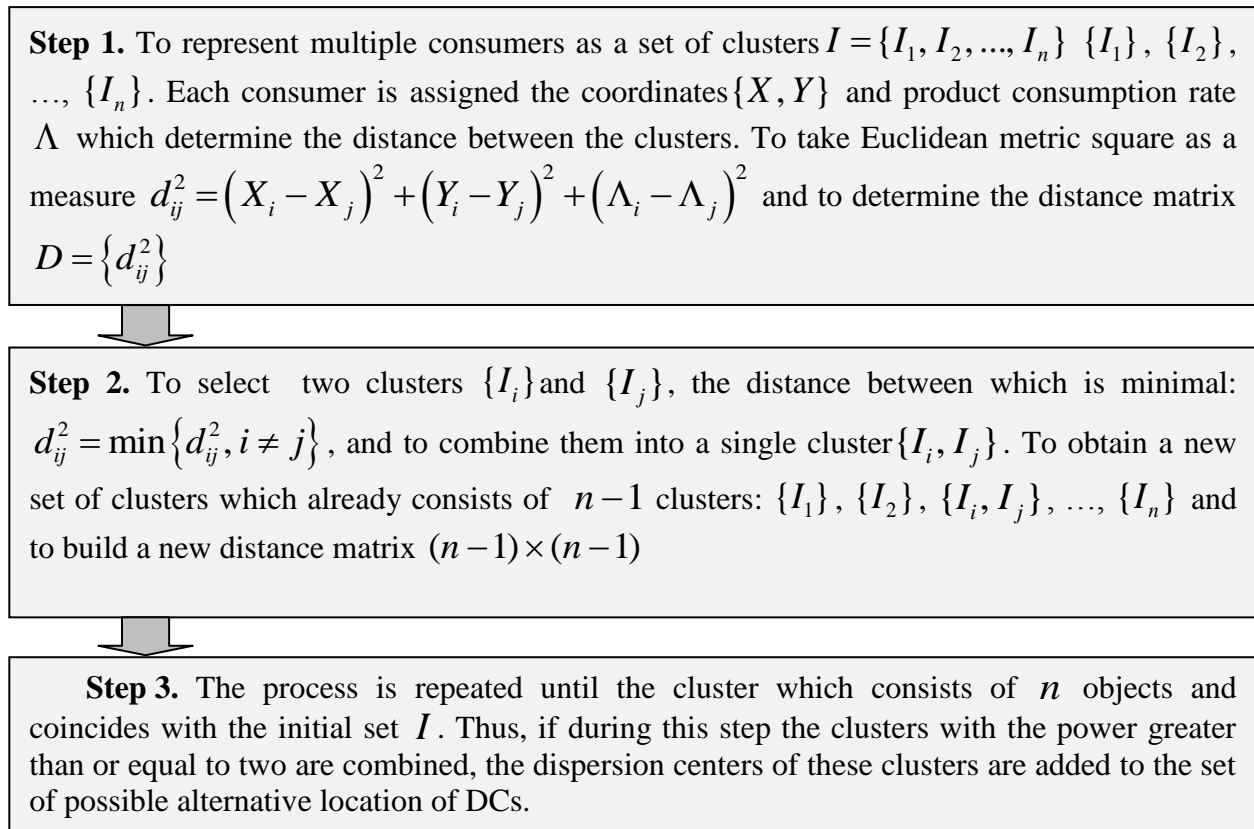 Step 1. To represent multiple consumers as a set of clusters I = {I₁, I₂, ..., Iₙ} {I₁}, {I₂},
…, {Iₙ}. Each consumer is assigned the coordinates {X, Y} and product consumption rate
Λ which determine the distance between the clusters. To take Euclidean metric square as a
measure d²ᵢⱼ = (Xᵢ − Xⱼ)² + (Yᵢ − Yⱼ)² + (Λᵢ − Λⱼ)² and to determine the distance matrix
D = {d²ᵢⱼ}
Step 2. To select two clusters {Iᵢ} and {Iⱼ}, the distance between which is minimal:
d²ᵢⱼ = min{d²ᵢⱼ, i ≠ j}, and to combine them into a single cluster {Iᵢ, Iⱼ}. To obtain a new
set of clusters which already consists of n − 1 clusters: {I₁}, {I₂}, {Iᵢ, Iⱼ}, …, {Iₙ} and
to build a new distance matrix (n − 1) × (n − 1)
Step 3. The process is repeated until the cluster which consists of n objects and
coincides with the initial set I. Thus, if during this step the clusters with the power greater
than or equal to two are combined, the dispersion centers of these clusters are added to the set
of possible alternative location of DCs.